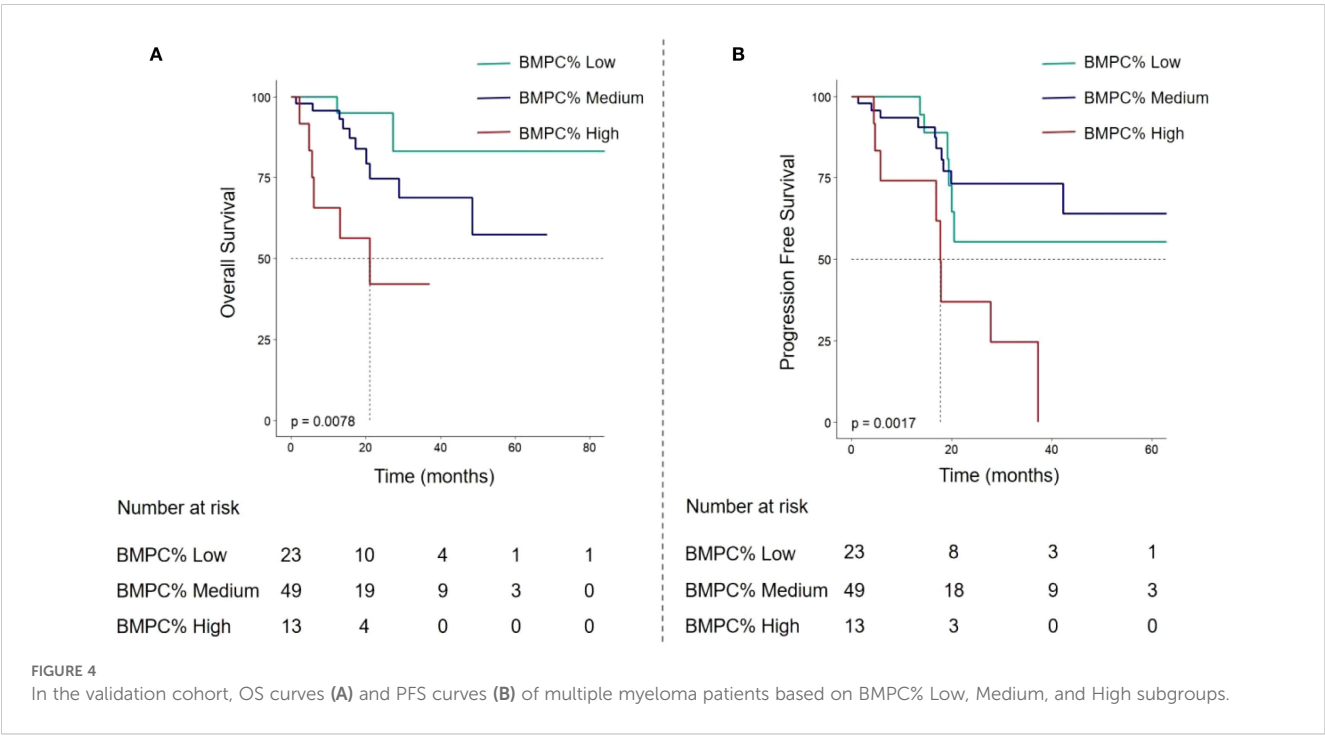 A
BMPC% Low
BMPC% Medium
BMPC% High
100
75
50
25
0
Overall Survival
p = 0.0078
0 20 40 60 80
Time (months)
Number at risk
BMPC% Low 23 10 4 1 1
BMPC% Medium 49 19 9 3 0
BMPC% High 13 4 0 0 0
B
BMPC% Low
BMPC% Medium
BMPC% High
100
75
50
25
0
Progression Free Survival
p = 0.0017
0 20 40 60
Time (months)
Number at risk
BMPC% Low 23 8 3 1
BMPC% Medium 49 18 9 3
BMPC% High 13 3 0 0
FIGURE 4
In the validation cohort, OS curves (A) and PFS curves (B) of multiple myeloma patients based on BMPC% Low, Medium, and High subgroups.